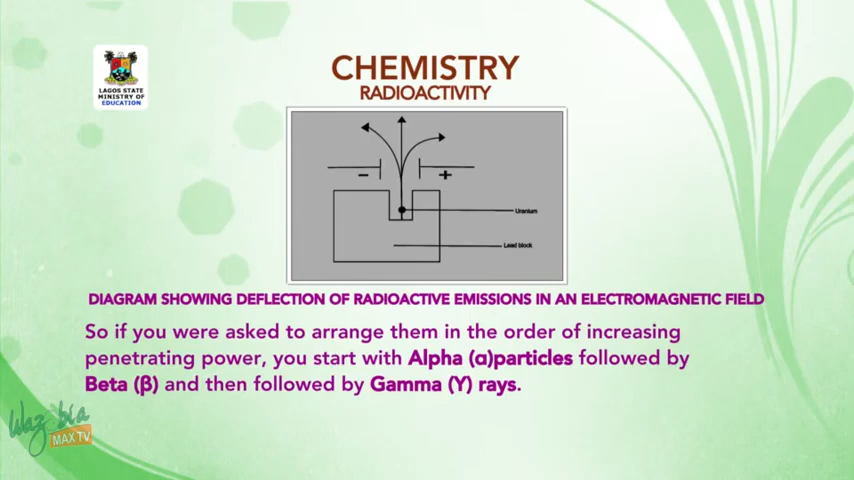 CHEMISTRY
RADIOACTIVITY
LAGOS STATE
MINISTRY OF
EDUCATION
- +
Uranium
Lead block
DIAGRAM SHOWING DEFLECTION OF RADIOACTIVE EMISSIONS IN AN ELECTROMAGNETIC FIELD
So if you were asked to arrange them in the order of increasing
penetrating power, you start with Alpha (α)particles followed by
Beta (β) and then followed by Gamma (Y) rays.
Wazobia
MAX TV